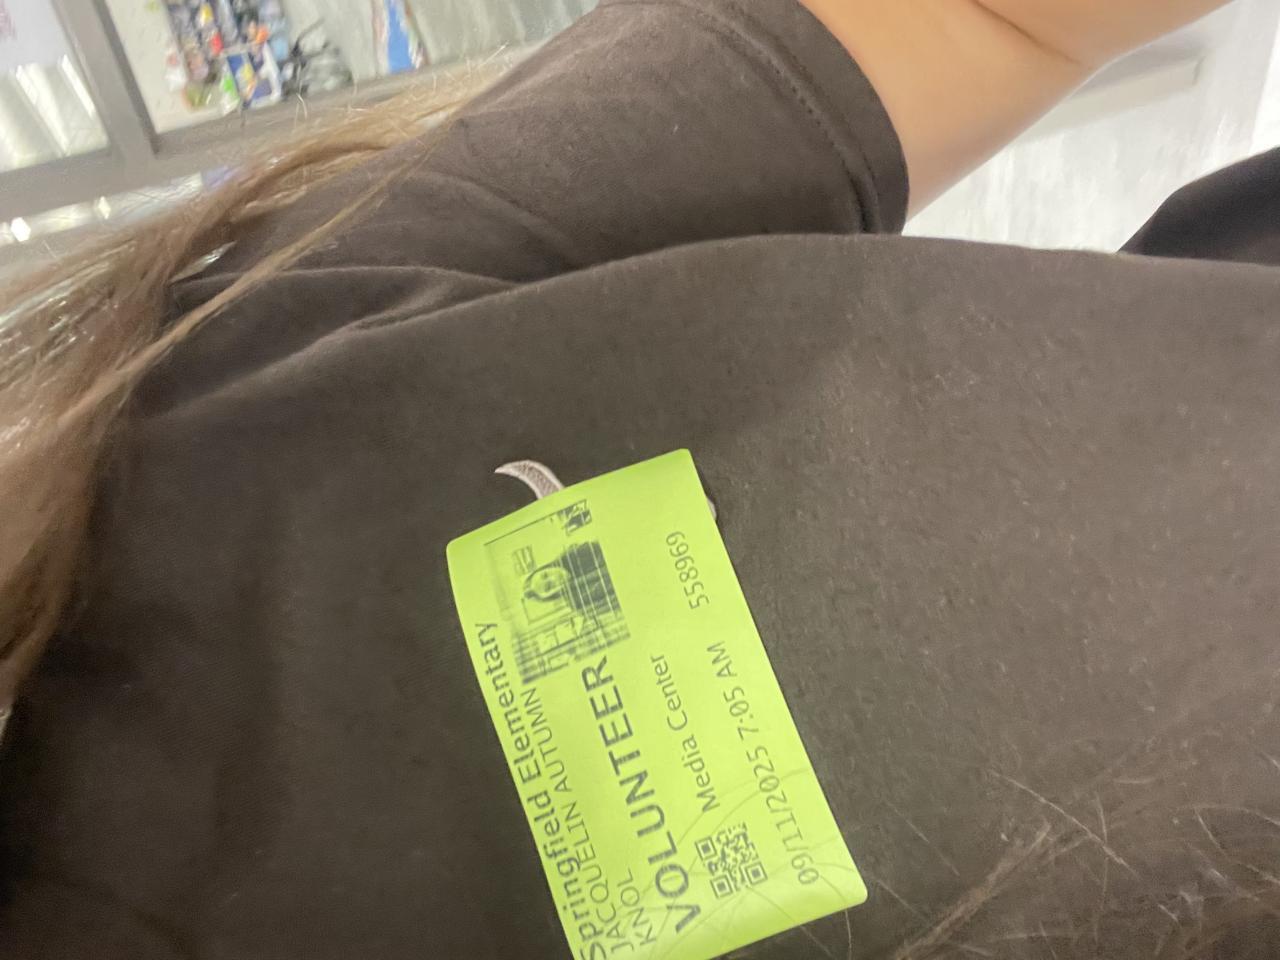 Springfield Elementary
JACQUELIN AUTUMN
KNOL
VOLUNTEER
Media Center
09/11/2025 7:05 AM 558969